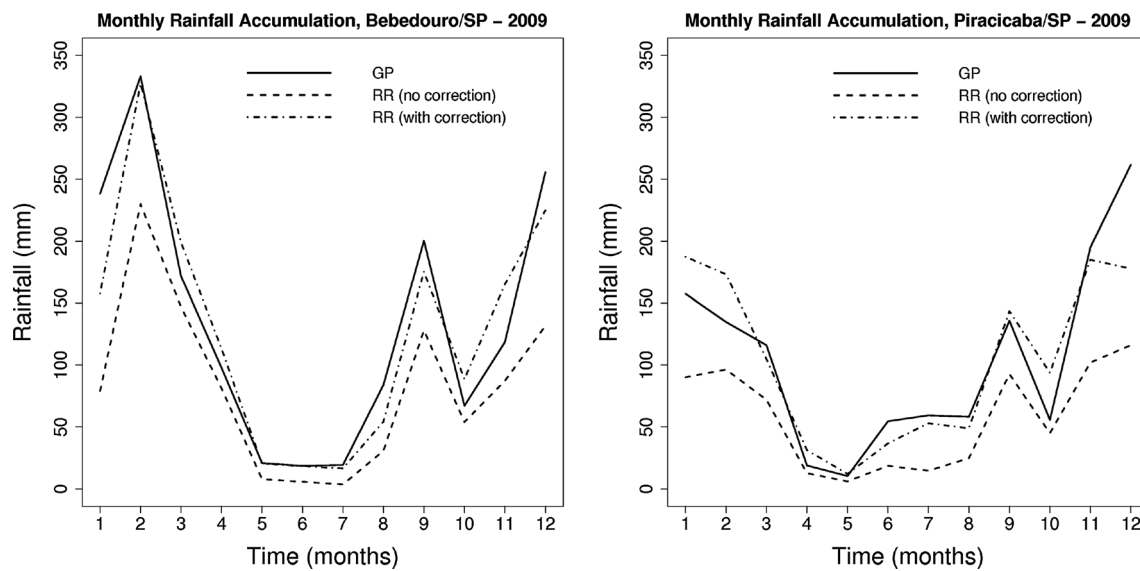 Monthly Rainfall Accumulation, Bebedouro/SP − 2009
Rainfall (mm)
350
300
250
200
150
100
50
0
GP
RR (no correction)
RR (with correction)
1 2 3 4 5 6 7 8 9 10 11 12
Time (months)
Monthly Rainfall Accumulation, Piracicaba/SP − 2009
Rainfall (mm)
350
300
250
200
150
100
50
0
GP
RR (no correction)
RR (with correction)
1 2 3 4 5 6 7 8 9 10 11 12
Time (months)